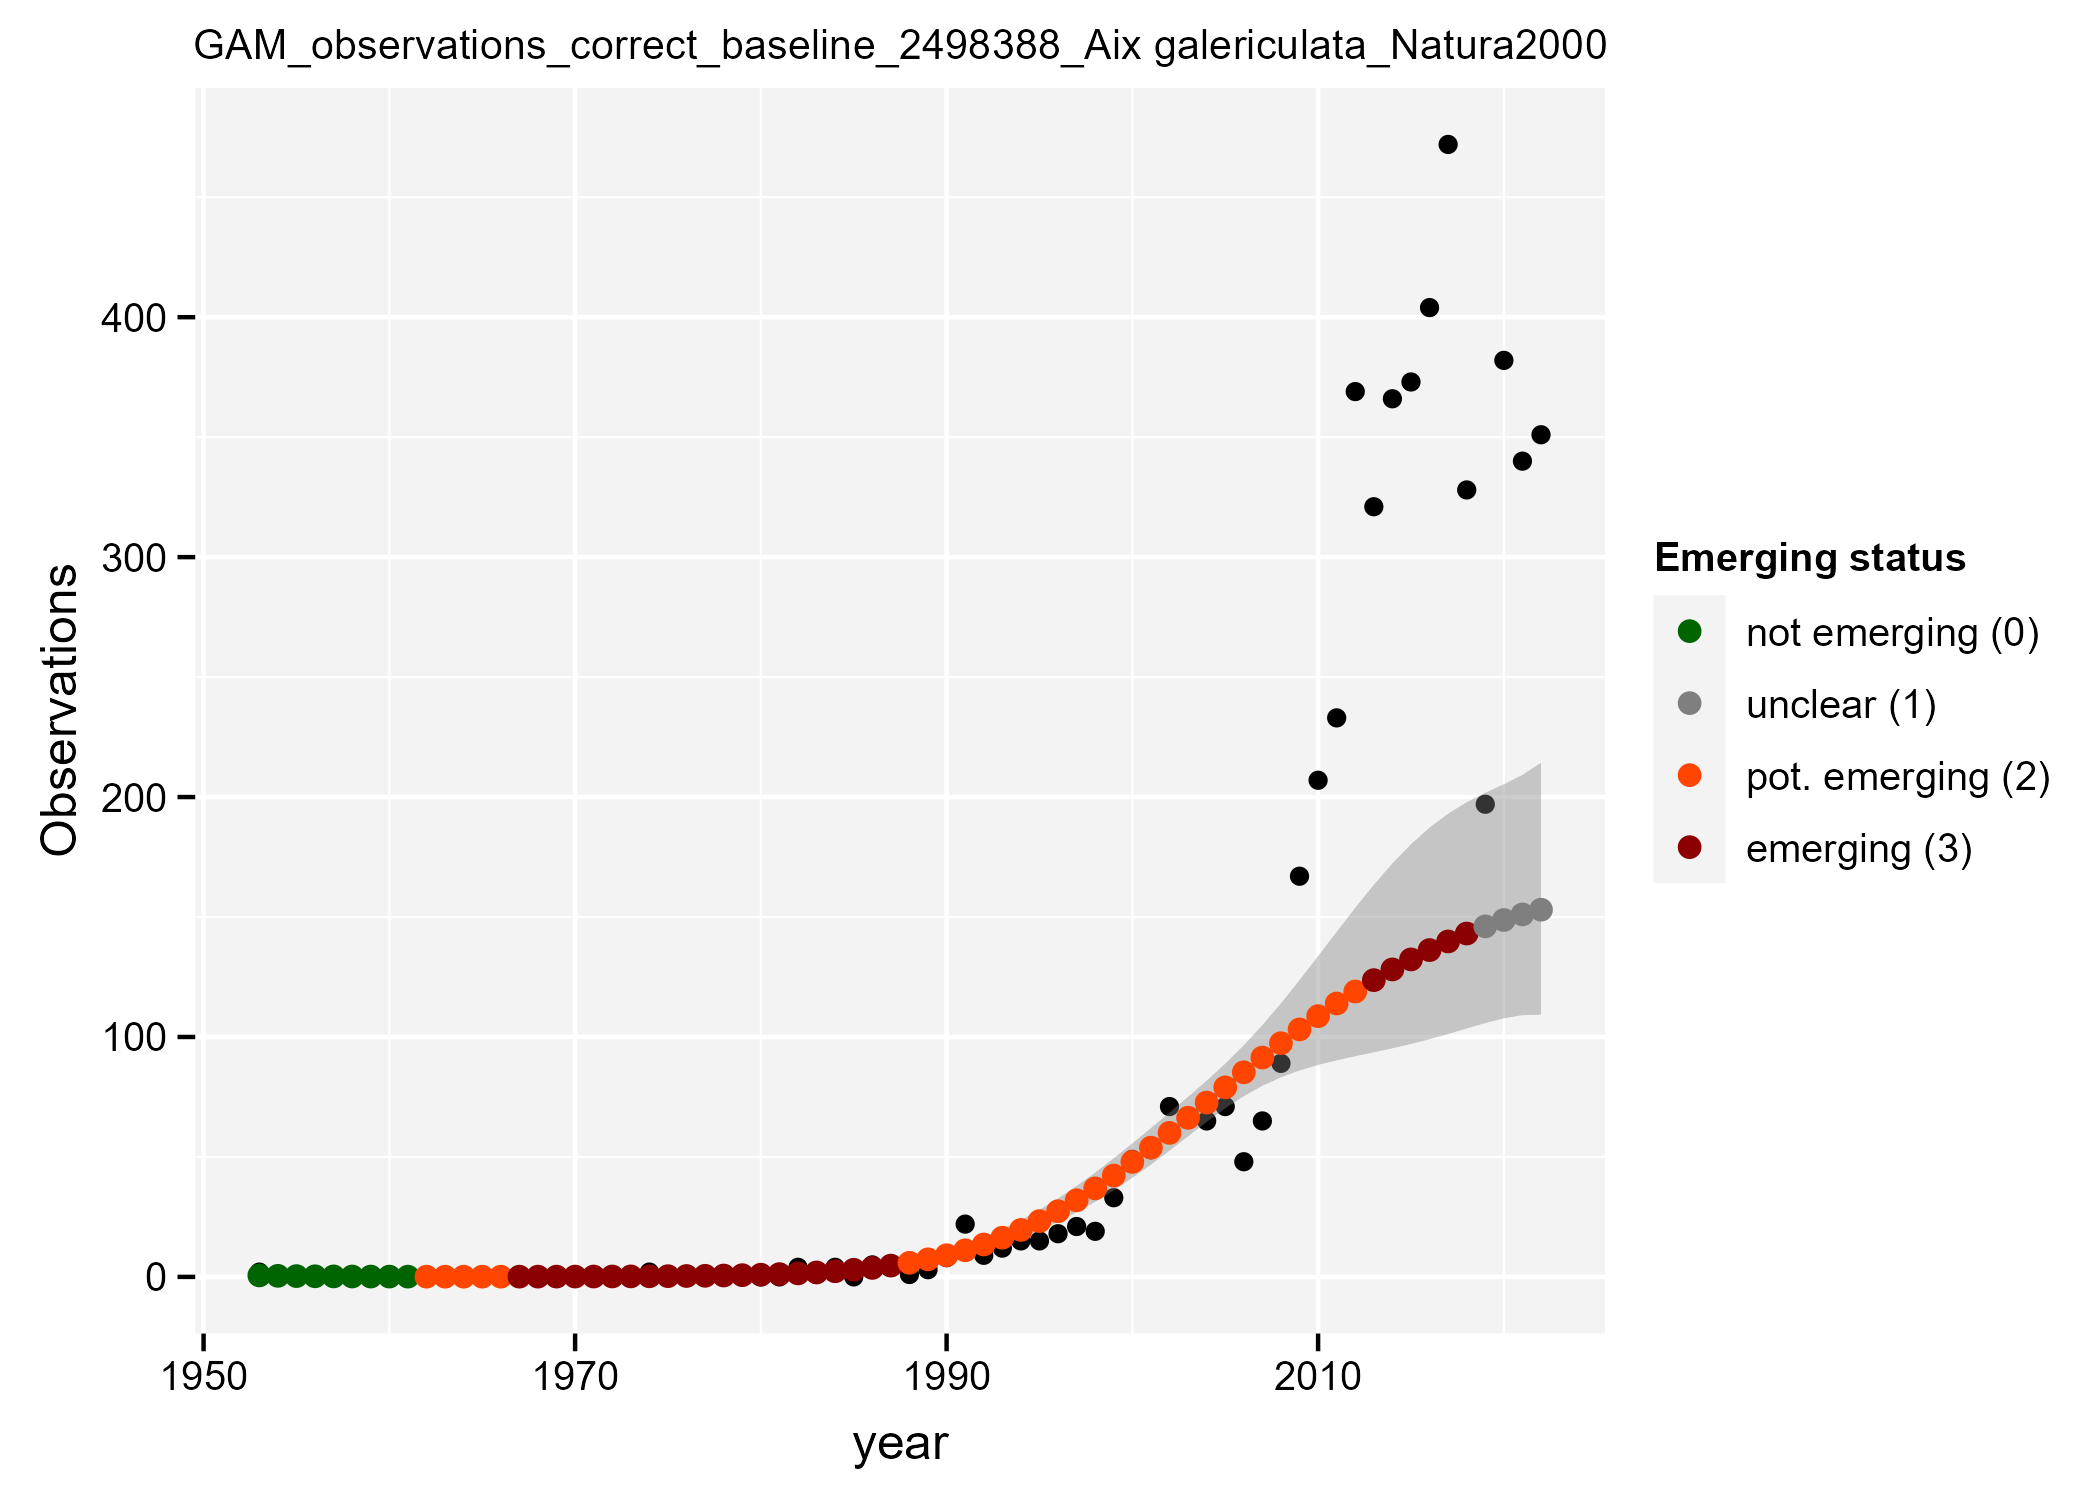 GAM_observations_correct_baseline_2498388_Aix galericulata_Natura2000
Observations
400
300
200
100
0
1950
1970
1990
2010
year
Emerging status
not emerging (0)
unclear (1)
pot. emerging (2)
emerging (3)